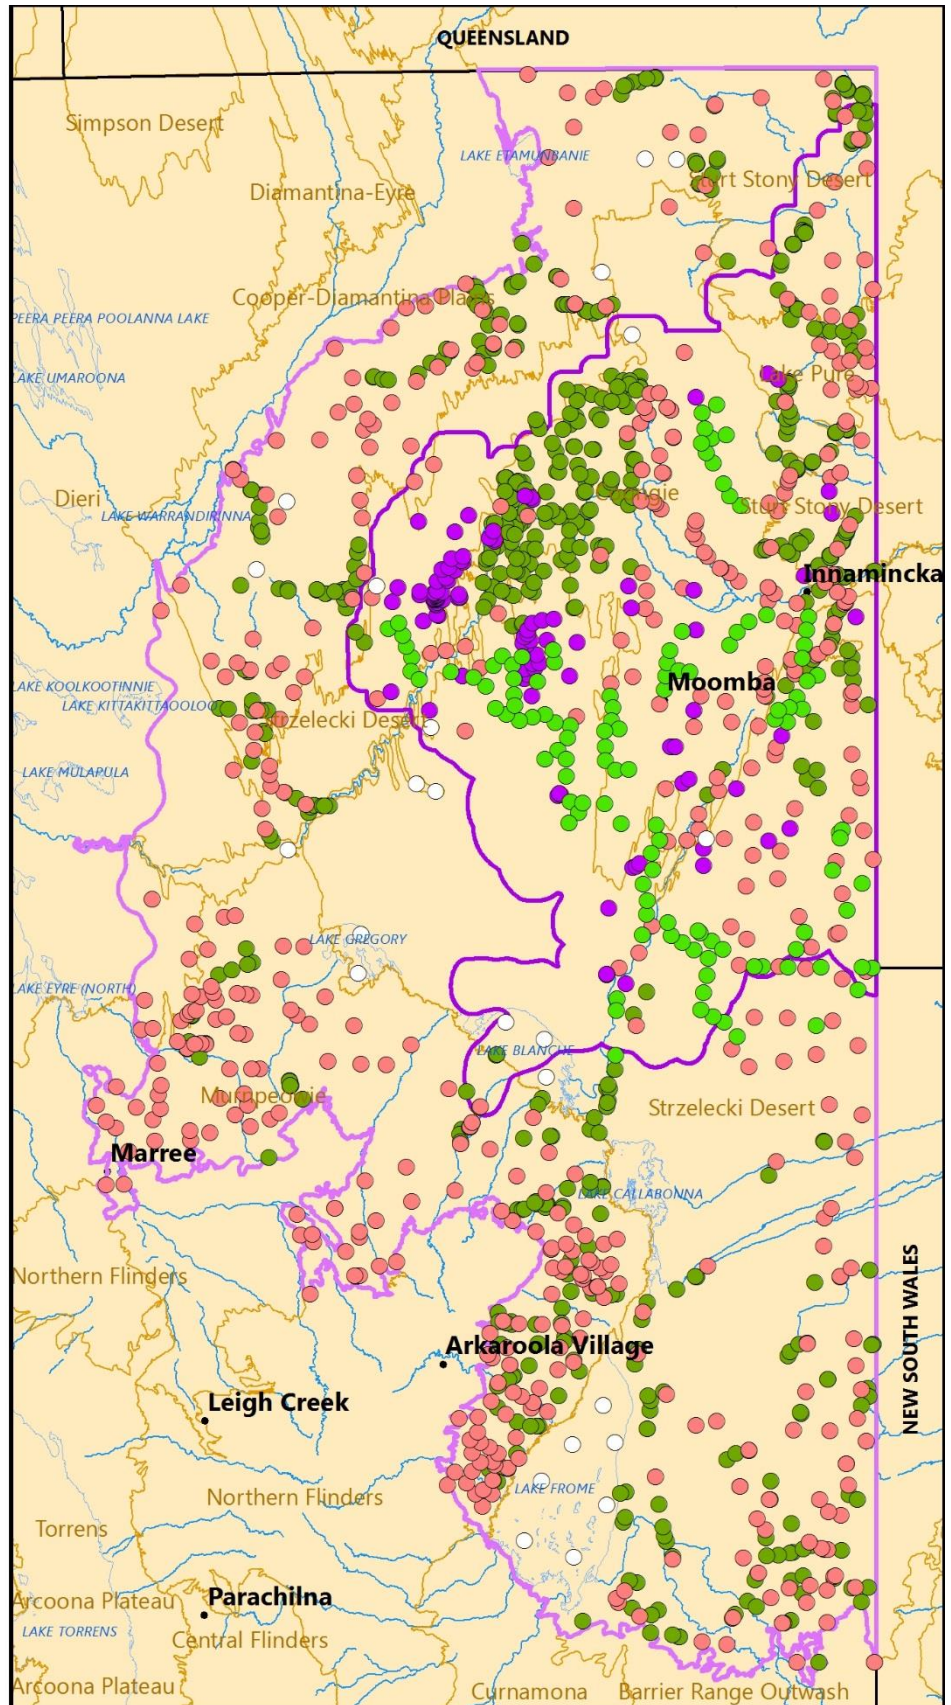 QUEENSLAND
Simpson Desert
LAKE ETAMUNBANIE
Sturt Stony Desert
Diamantina-Eyre
Cooper-Diamantina Plains
PEERA PEERA POOLANNA LAKE
LAKE UMAROONA
Lake Pure
Dieri
LAKE WARRANDIRINNA
Sturt Stony Desert
Innamincka
LAKE KOOLKOOTINNIE
LAKE KITTAKITTAOOLOO
Moomba
Strzelecki Desert
LAKE MULAPULA
LAKE GREGORY
LAKE EYRE (NORTH)
LAKE BLANCHE
Murnpeowie
Strzelecki Desert
Marree
LAKE CALLABONNA
Northern Flinders
NEW SOUTH WALES
Arkaroola Village
Leigh Creek
LAKE FROME
Northern Flinders
Torrens
Parachilna
Arcoona Plateau
LAKE TORRENS
Central Flinders
Arcoona Plateau
Curnamona
Barrier Range Outwash